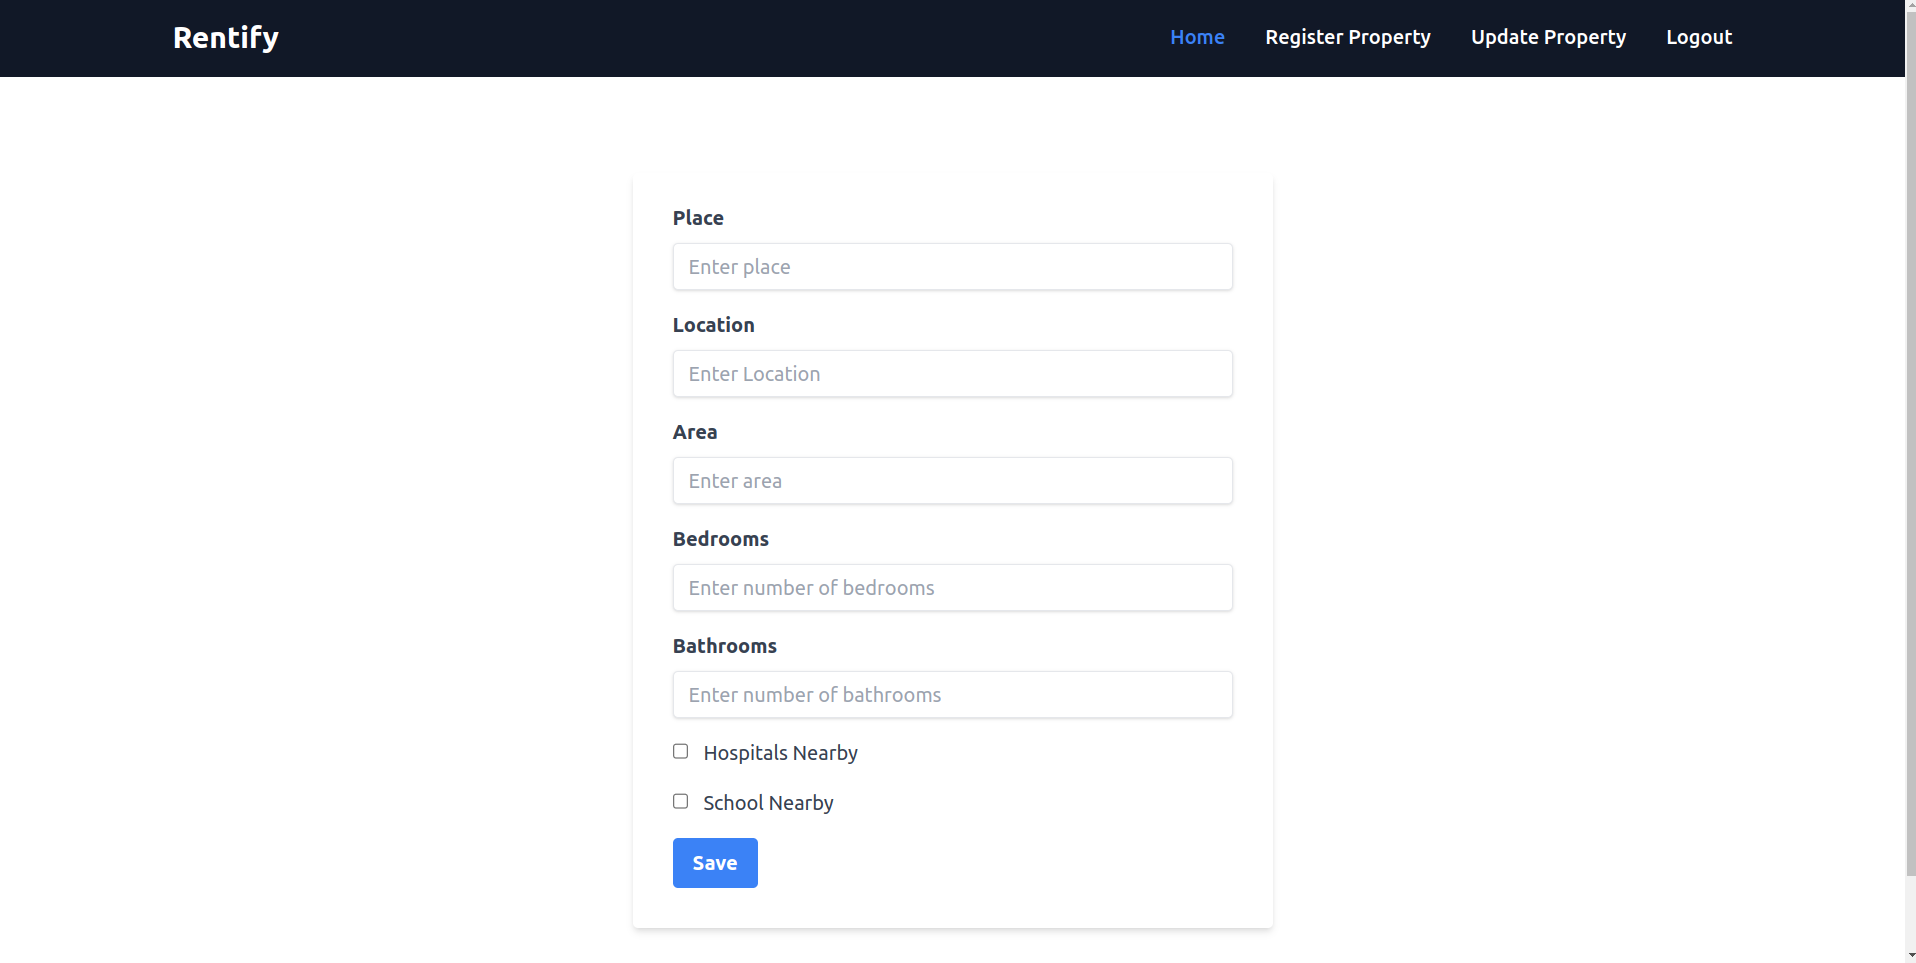 Rentify
Home Register Property Update Property Logout
Place
Enter place
Location
Enter Location
Area
Enter area
Bedrooms
Enter number of bedrooms
Bathrooms
Enter number of bathrooms
Hospitals Nearby
School Nearby
Save